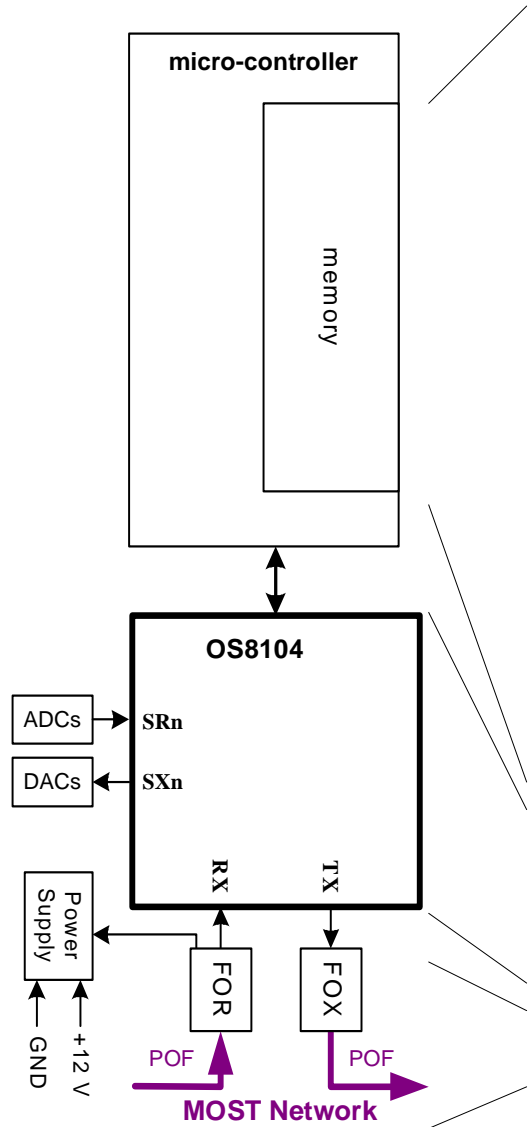 micro-controller
memory
OS8104
ADCs
SRn
DACs
SXn
RX
TX
Power
Supply
FOR
FOX
GND
+12 V
POF
POF
MOST Network